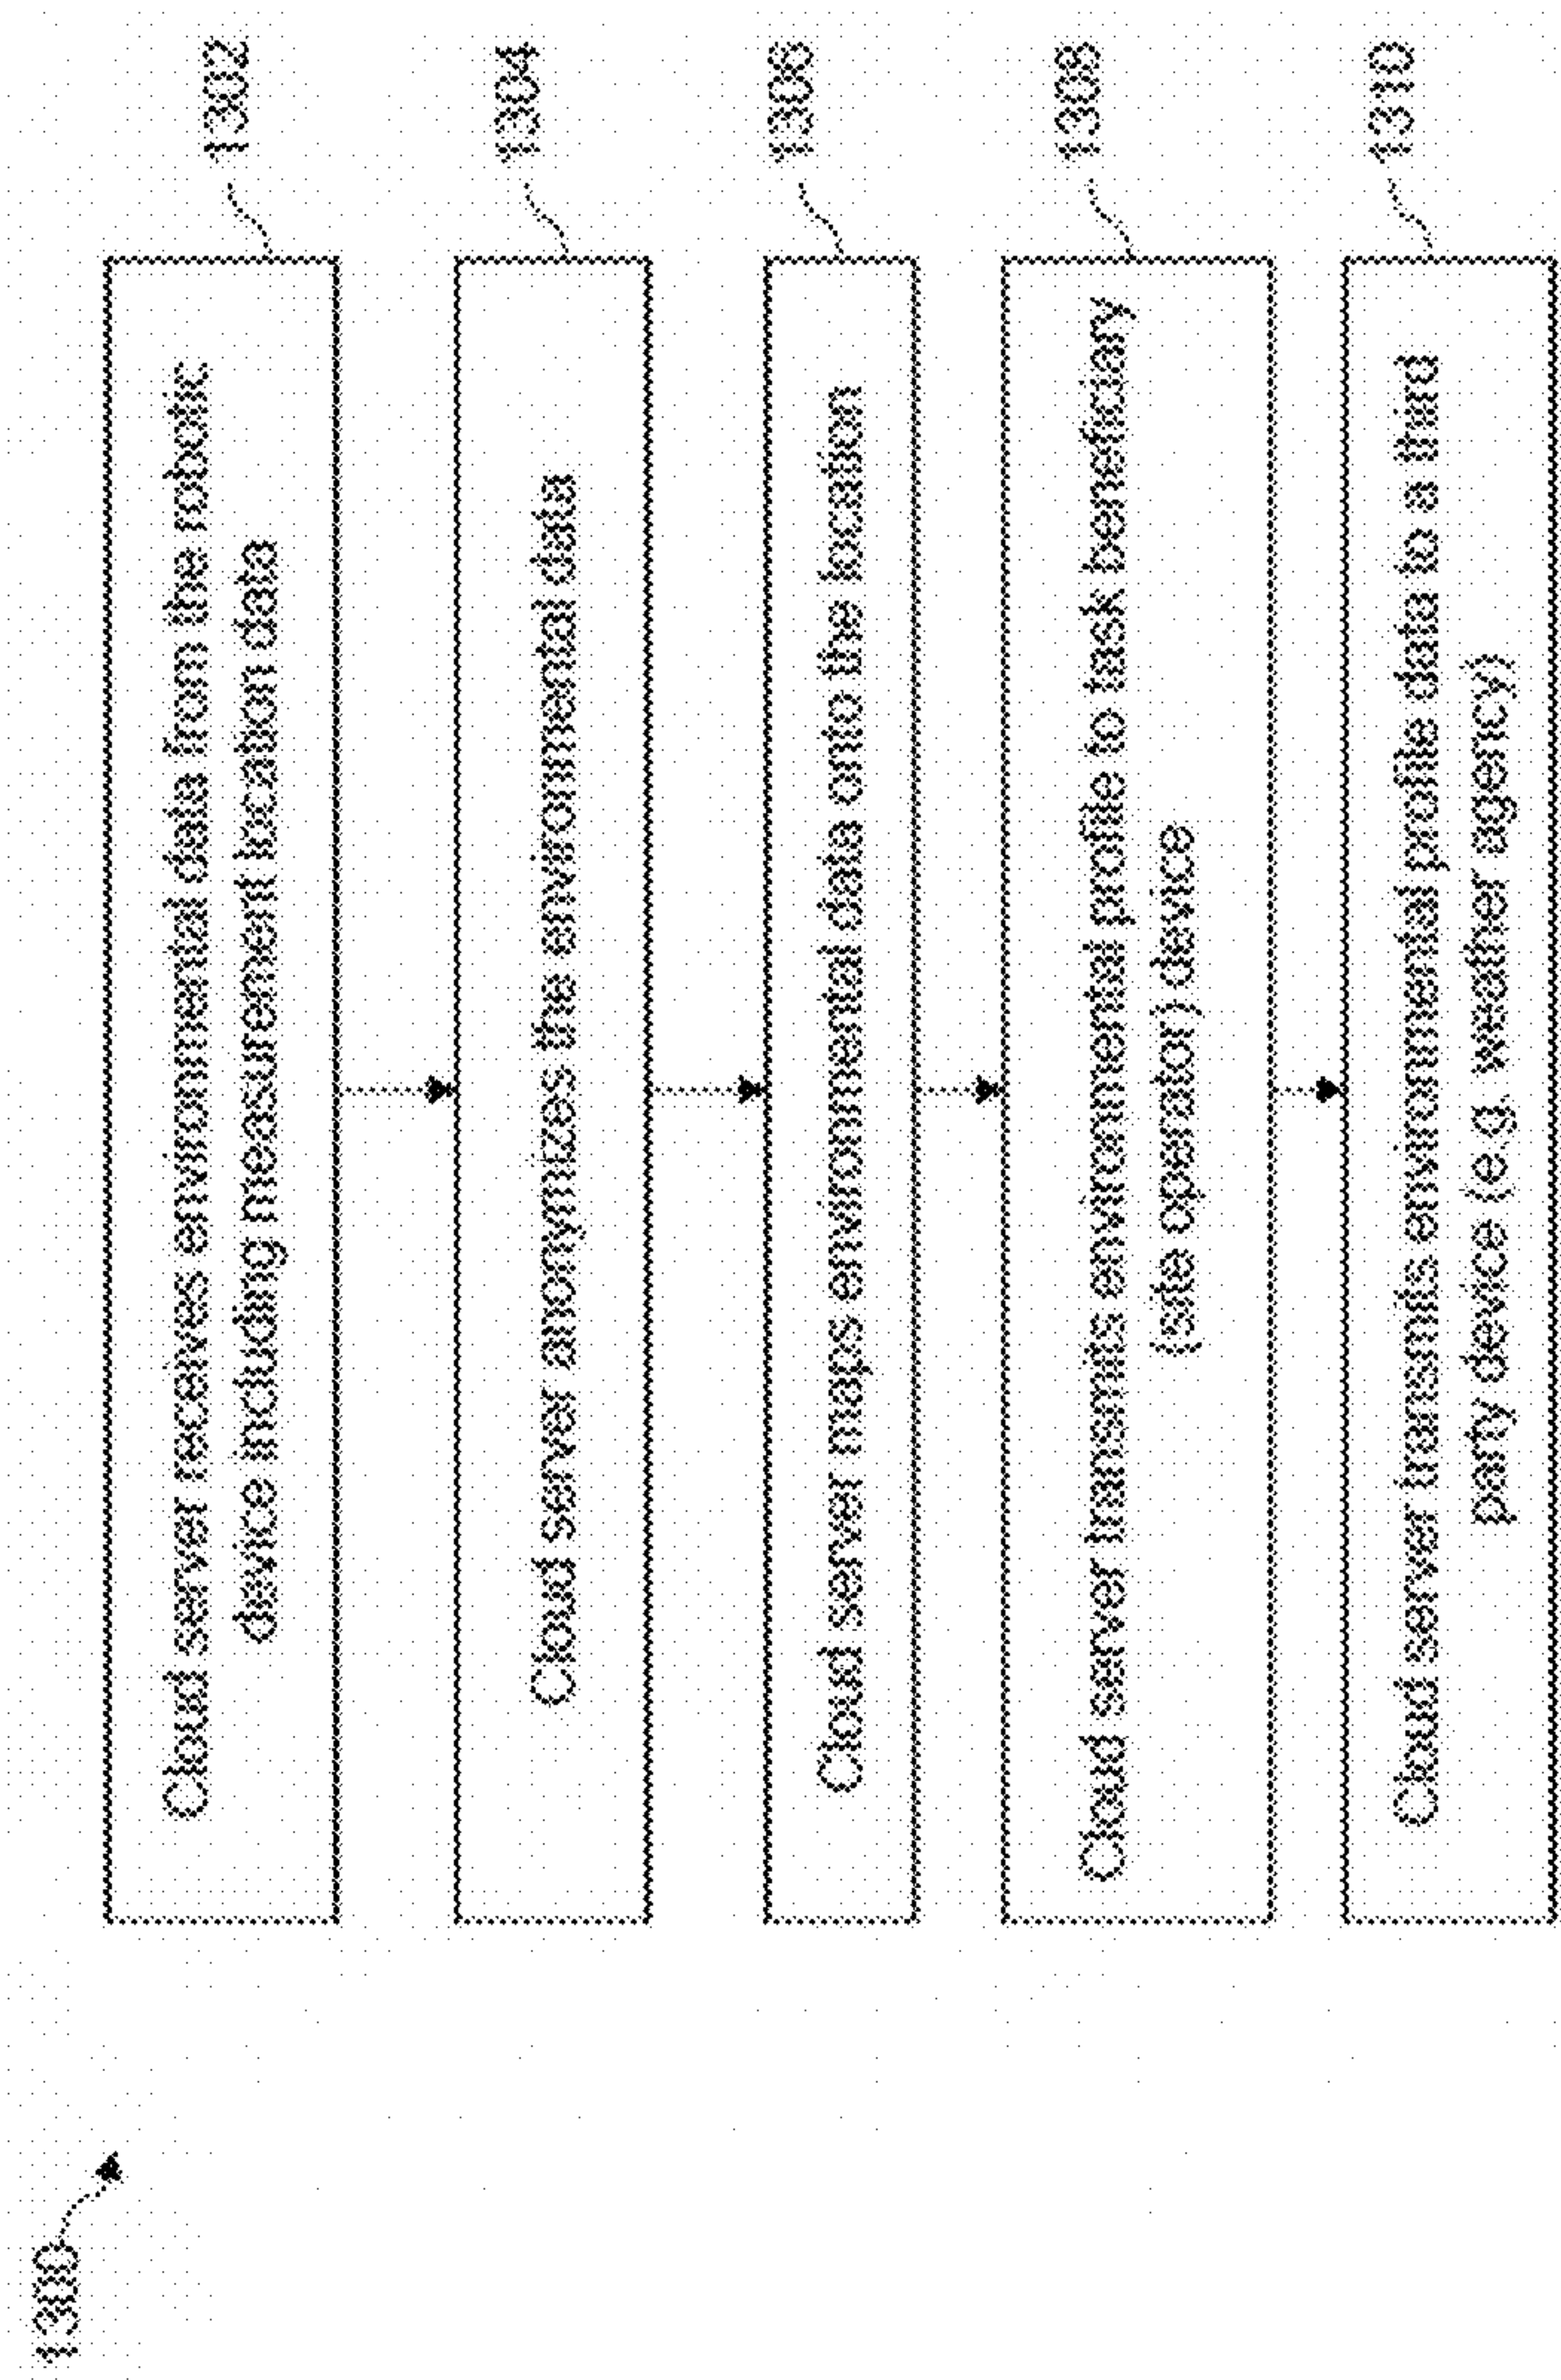 1300
Cloud server receives environmental data from the robotic
device including measurement location data
1302
Cloud server anonymizes the environmental data
1304
Cloud server maps environmental data onto the location
1306
Cloud server transmits environmental profile to task beneficiary
(site operator) device
1308
Cloud server transmits environmental profile data to a third
party device (e.g. weather agency)
1310